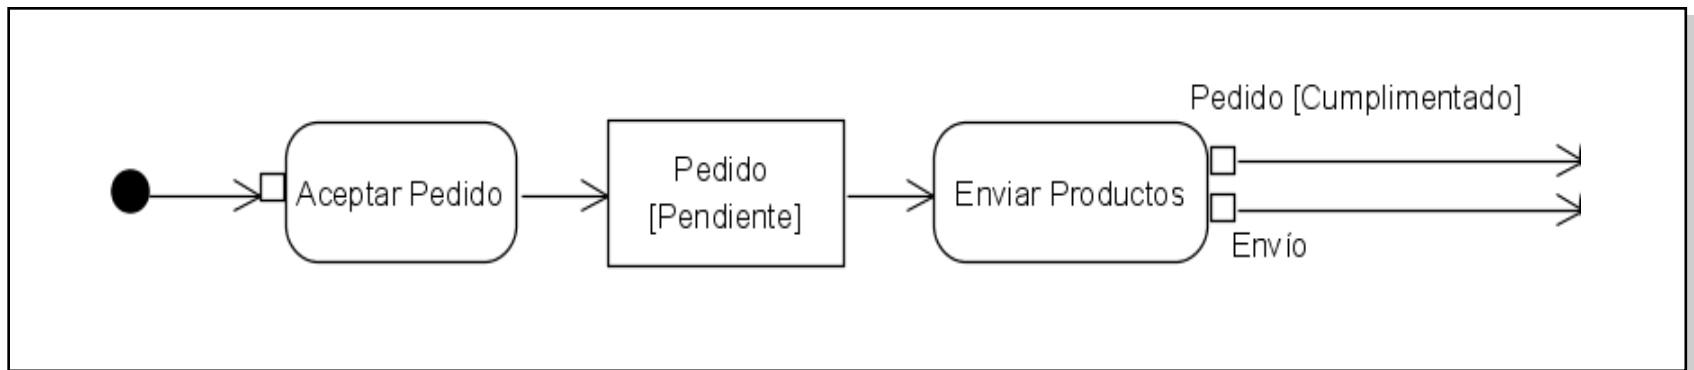 Pedido [Cumplimentado]
Aceptar Pedido
Pedido
[Pendiente]
Enviar Productos
Envío